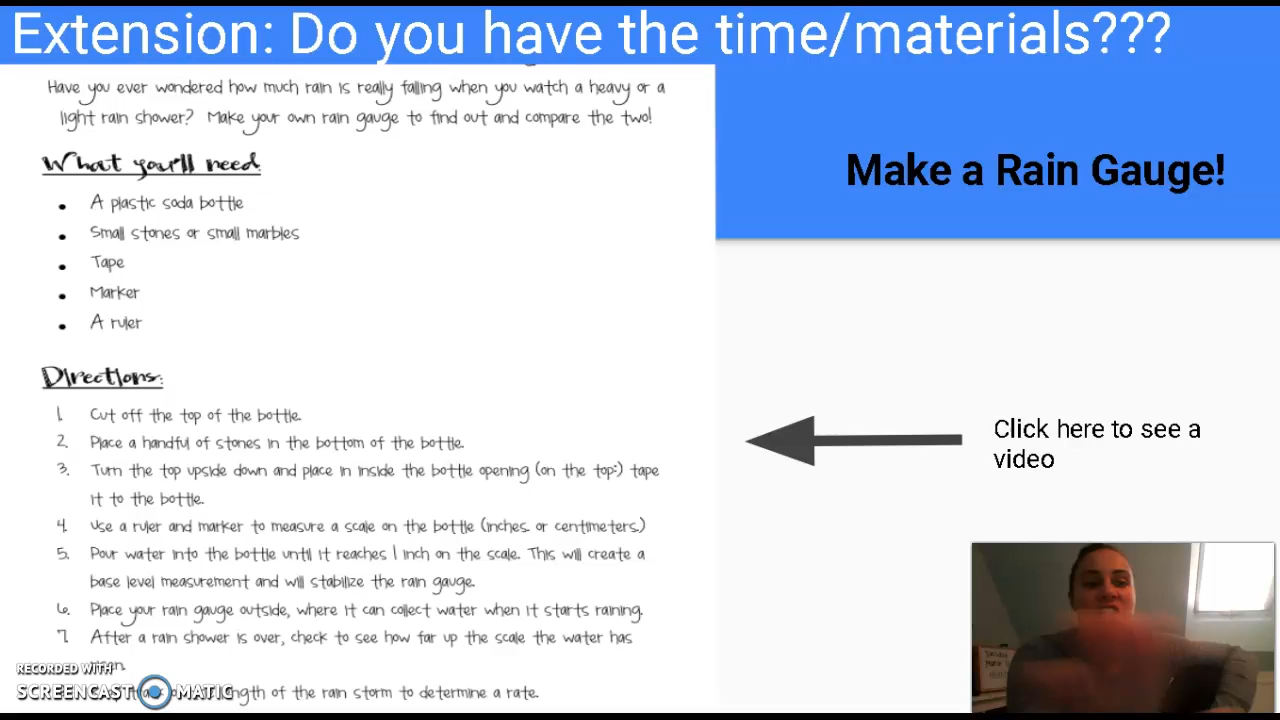 Extension: Do you have the time/materials???
Have you ever wondered how much rain is really falling when you watch a heavy or a
light rain shower? Make your own rain gauge to find out and compare the two!
What you'll need:
• A plastic soda bottle
• Small stones or small marbles
• Tape
• Marker
• A ruler
Directions:
1. Cut off the top of the bottle.
2. Place a handful of stones in the bottom of the bottle.
3. Turn the top upside down and place in inside the bottle opening (on the top:) tape
it to the bottle.
4. Use a ruler and marker to measure a scale on the bottle (inches or centimeters.)
5. Pour water into the bottle until it reaches 1 inch on the scale. This will create a
base level measurement and will stabilize the rain gauge.
6. Place your rain gauge outside, where it can collect water when it starts raining.
7. After a rain shower is over, check to see how far up the scale the water has
of the rain storm to determine a rate.
Make a Rain Gauge!
Click here to see a
video
RECORDED WITH
SCREENCAST MATIC